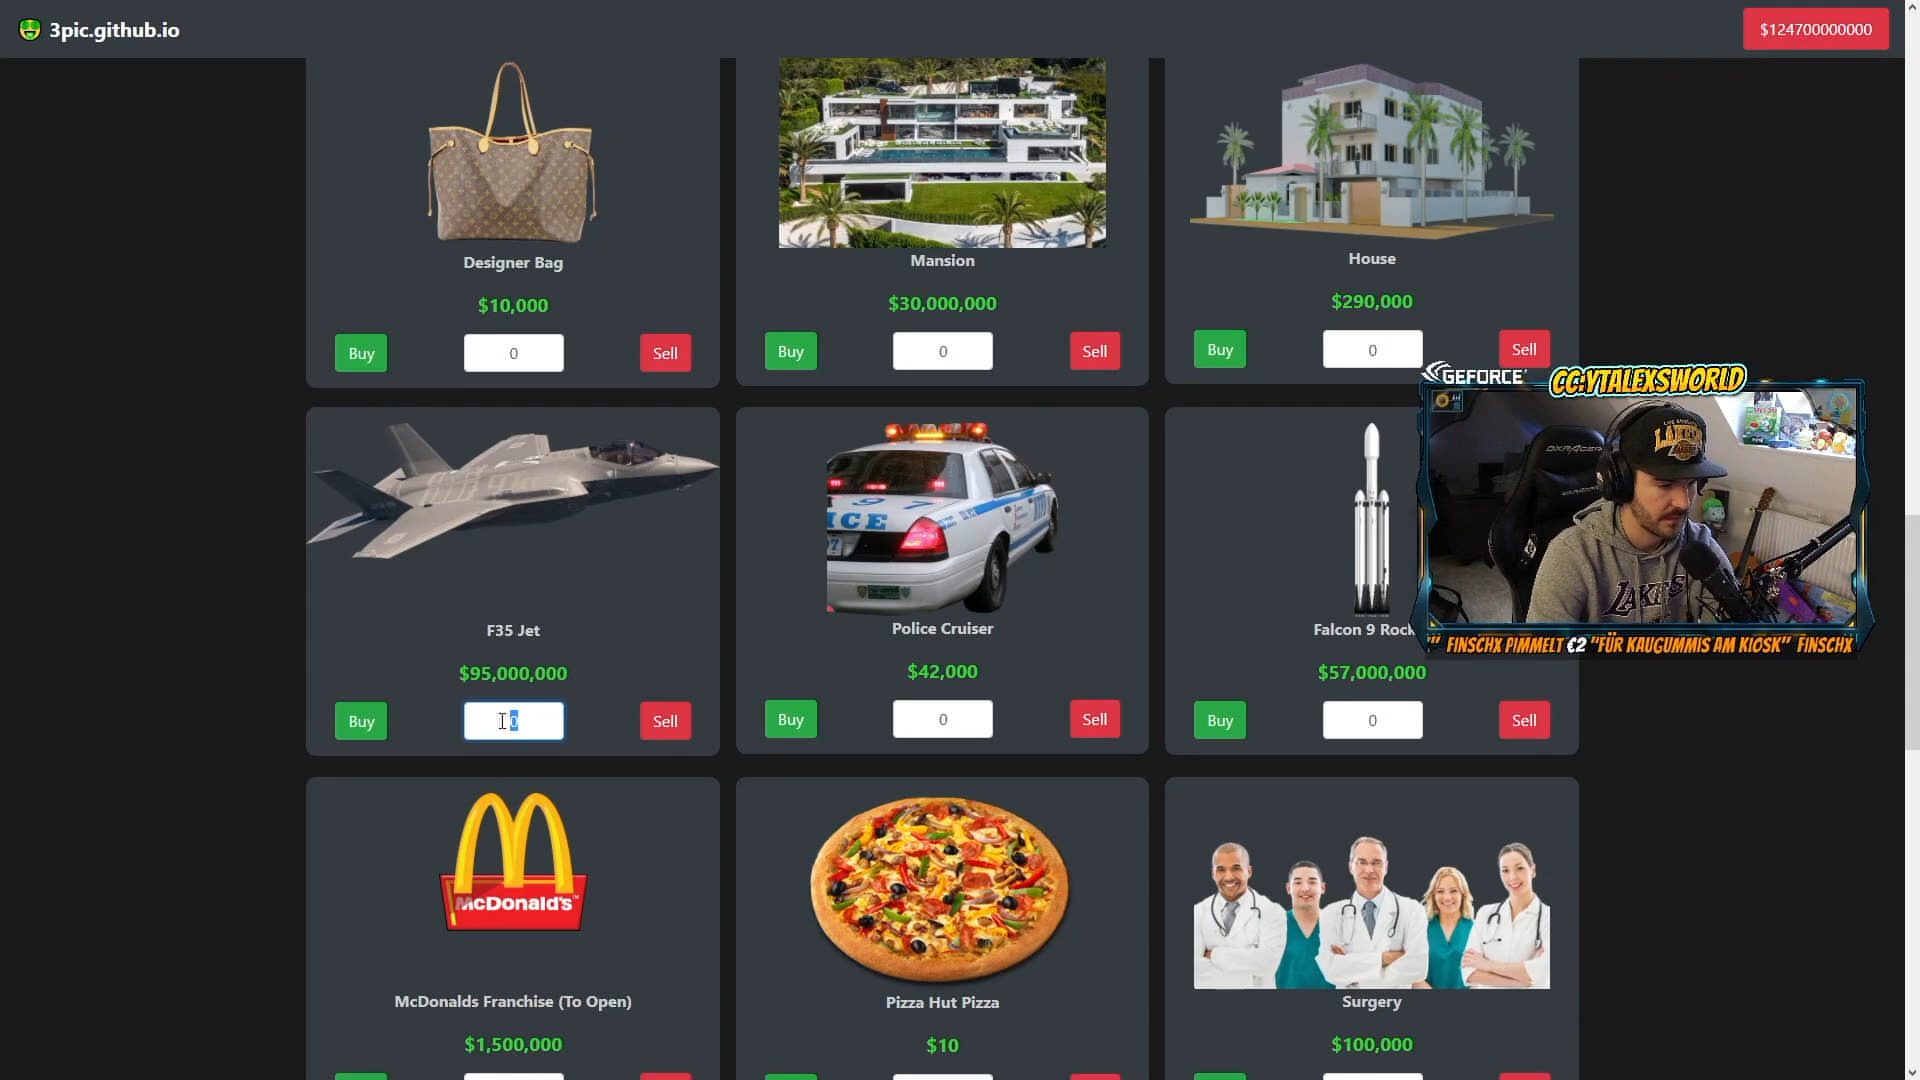 3pic.github.io
$124700000000
Designer Bag
$10,000
Buy
0
Sell
Mansion
$30,000,000
Buy
0
Sell
House
$290,000
Buy
0
Sell
GEFORCE
CC:YTALEXSWORLD
DXRACER
LAKERS
FINSCHX PIMMELT €2 "FÜR KAUGUMMIS AM KIOSK" FINSCHX
F35 Jet
$95,000,000
Buy
0
Sell
Police Cruiser
$42,000
Buy
0
Sell
Falcon 9 Rock
$57,000,000
Buy
0
Sell
McDonald's
McDonalds Franchise (To Open)
$1,500,000
Pizza Hut Pizza
$10
Surgery
$100,000